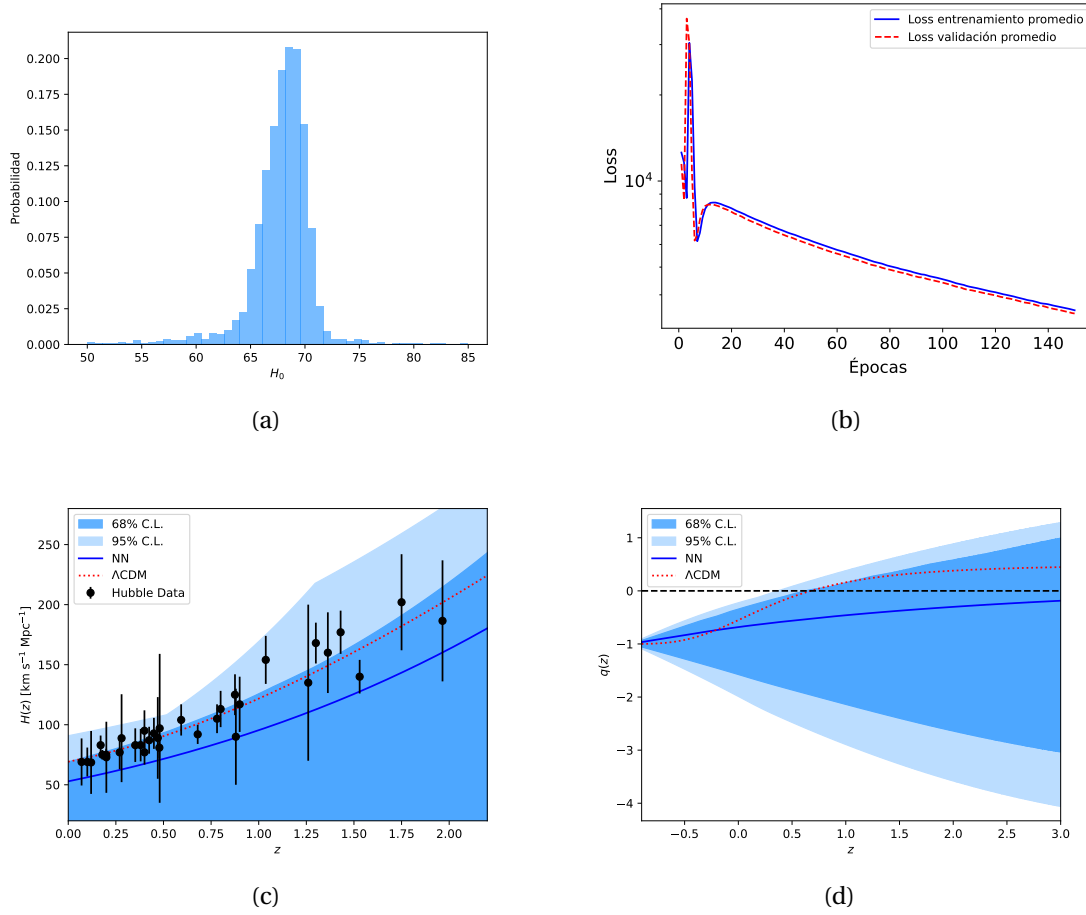 0.200
0.175
0.150
0.125
0.100
0.075
0.050
0.025
0.000
Probabilidad
50 55 60 65 70 75 80 85
H₀
(a)
Loss entrenamiento promedio
Loss validación promedio
Loss
10⁴
0 20 40 60 80 100 120 140
Épocas
(b)
68% C.L.
95% C.L.
NN
ΛCDM
Hubble Data
250
200
150
100
50
H(z) [km s⁻¹ Mpc⁻¹]
0.00 0.25 0.50 0.75 1.00 1.25 1.50 1.75 2.00
z
(c)
68% C.L.
95% C.L.
NN
ΛCDM
1
0
−1
−2
−3
−4
q(z)
−0.5 0.0 0.5 1.0 1.5 2.0 2.5 3.0
z
(d)